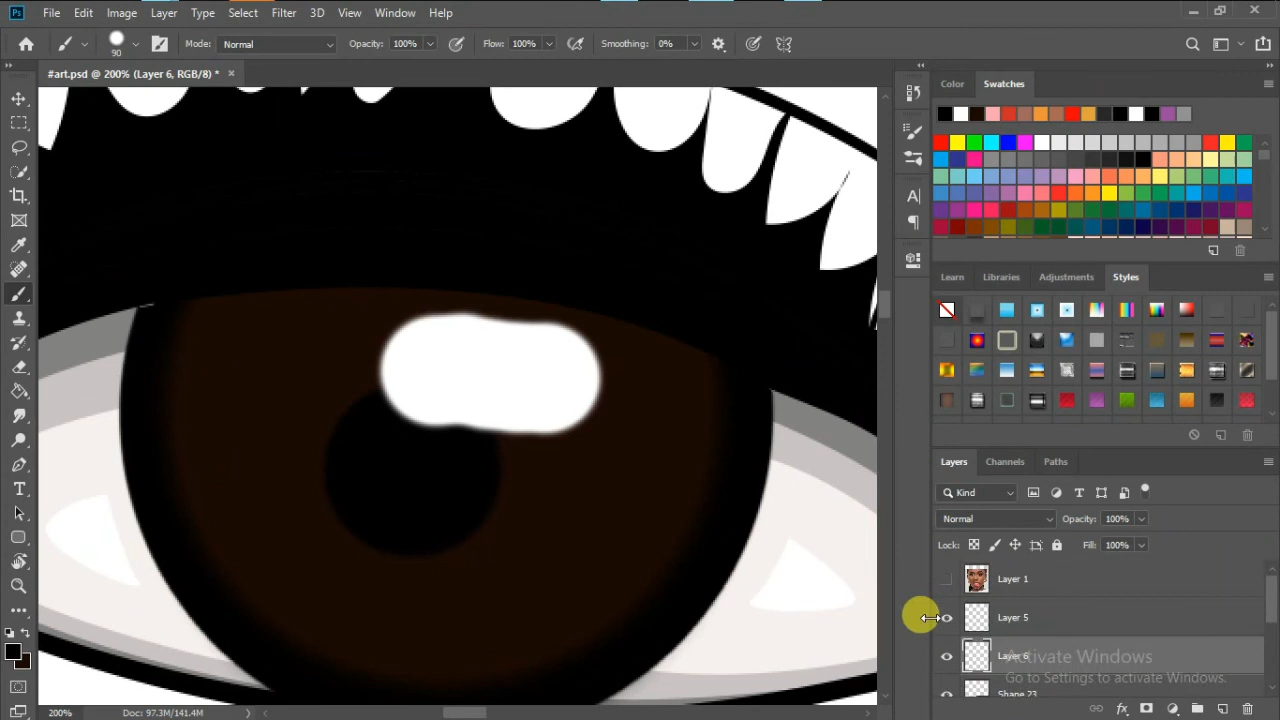 Ps File Edit Image Layer Type Select Filter 3D View Window Help
90 Mode: Normal Opacity: 100% Flow: 100% Smoothing: 0%
#art.psd @ 200% (Layer 6, RGB/8) * ×
Color Swatches
Learn Libraries Adjustments Styles
Layers Channels Paths
Kind
Normal Opacity: 100%
Lock: Fill: 100%
Layer 1
Layer 5
Layer 6
Shape 23
Activate Windows
Go to Settings to activate Windows.
200% Doc: 97.3M/141.4M